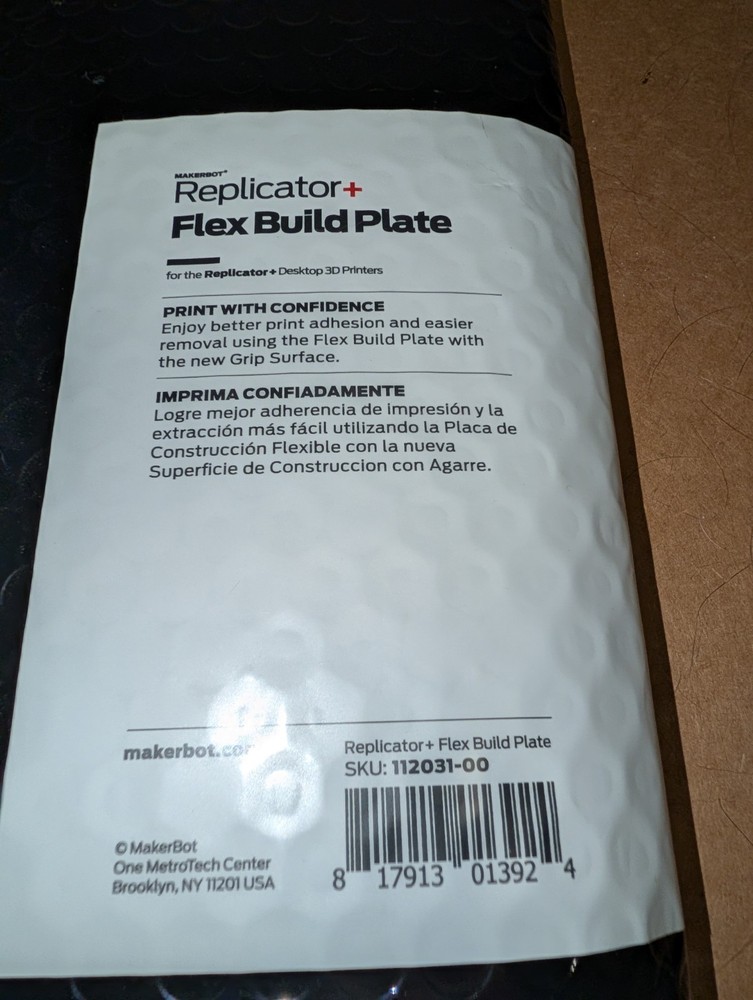 MAKERBOT®
Replicator+
Flex Build Plate
for the Replicator+ Desktop 3D Printers
PRINT WITH CONFIDENCE
Enjoy better print adhesion and easier
removal using the Flex Build Plate with
the new Grip Surface.
IMPRIMA CONFIADAMENTE
Logre mejor adherencia de impresión y la
extracción más fácil utilizando la Placa de
Construcción Flexible con la nueva
Superficie de Construccion con Agarre.
makerbot.com
Replicator+ Flex Build Plate
SKU: 112031-00
© MakerBot
One MetroTech Center
Brooklyn, NY 11201 USA
8 17913 01392 4